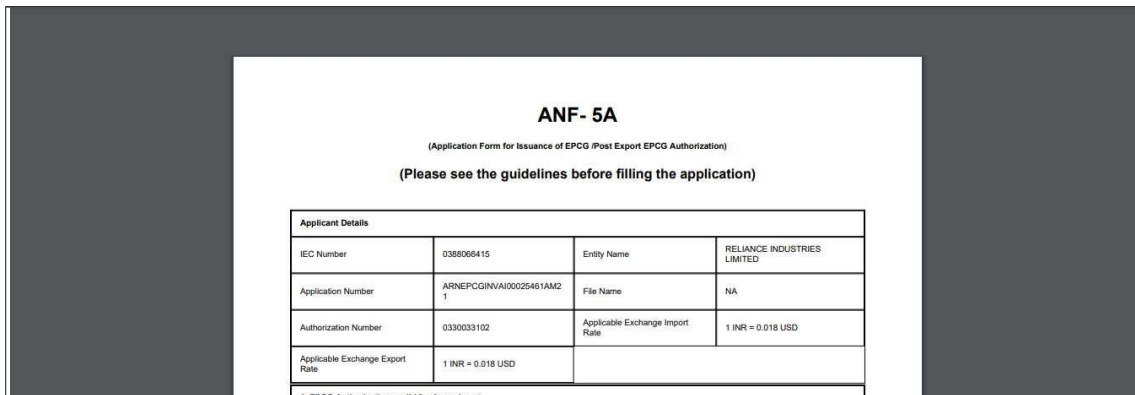 ANF- 5A
(Application Form for Issuance of EPCG /Post Export EPCG Authorization)
(Please see the guidelines before filling the application)
Applicant Details
IEC Number 0388066415 Entity Name RELIANCE INDUSTRIES
LIMITED
Application Number ARNEPCGINVAI00025461AM2
1 File Name NA
Authorization Number 0330033102 Applicable Exchange Import
Rate 1 INR = 0.018 USD
Applicable Exchange Export
Rate 1 INR = 0.018 USD